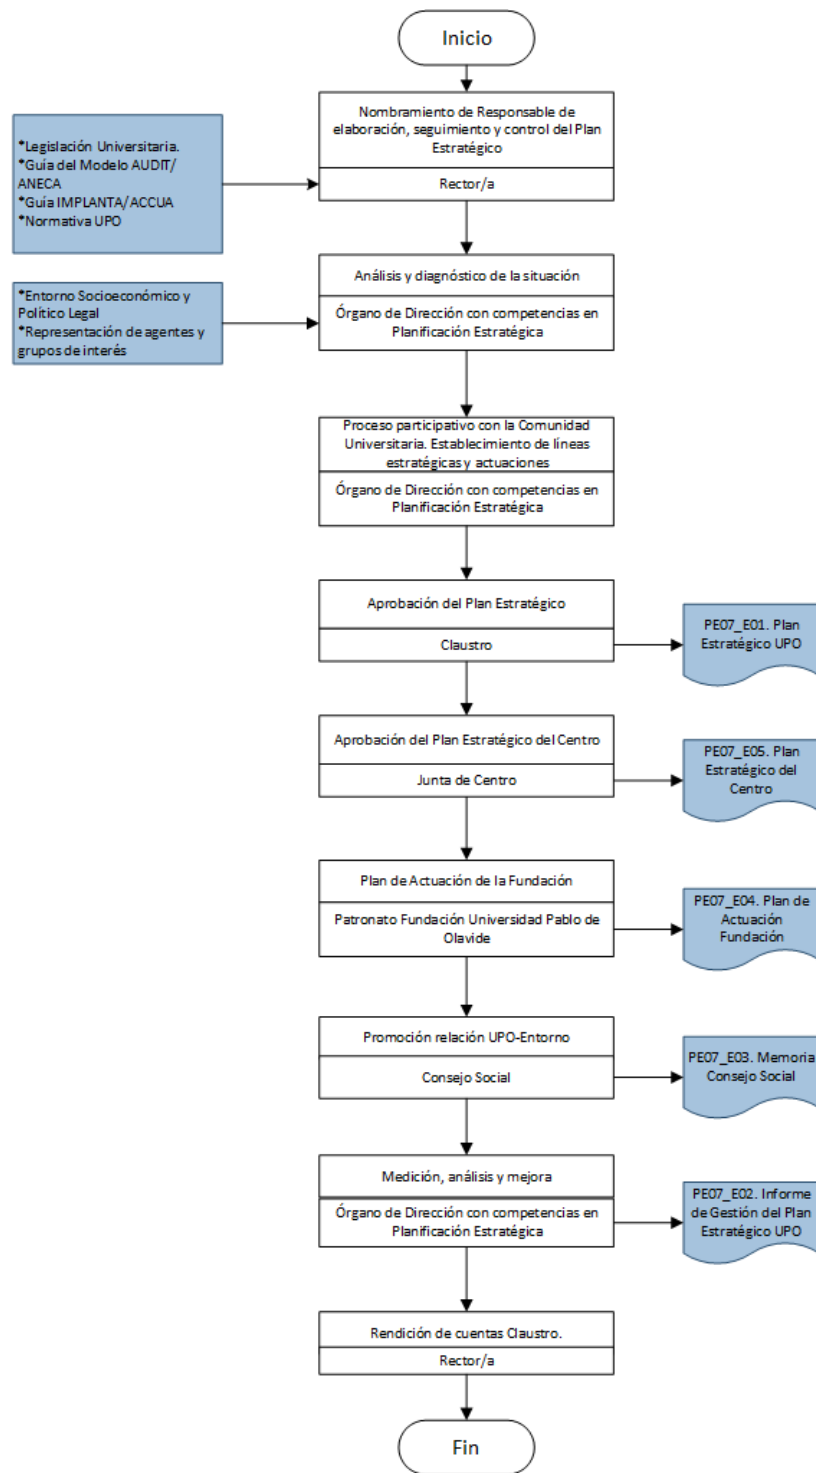 Inicio
*Legislación Universitaria.
*Guía del Modelo AUDIT/
ANECA
*Guía IMPLANTA/ACCUA
*Normativa UPO
Nombramiento de Responsable de
elaboración, seguimiento y control del Plan
Estratégico
Rector/a
*Entorno Socioeconómico y
Político Legal
*Representación de agentes y
grupos de interés
Análisis y diagnóstico de la situación
Órgano de Dirección con competencias en
Planificación Estratégica
Proceso participativo con la Comunidad
Universitaria. Establecimiento de líneas
estratégicas y actuaciones
Órgano de Dirección con competencias en
Planificación Estratégica
Aprobación del Plan Estratégico
Claustro
PE07_E01. Plan
Estratégico UPO
Aprobación del Plan Estratégico del Centro
Junta de Centro
PE07_E05. Plan
Estratégico del
Centro
Plan de Actuación de la Fundación
Patronato Fundación Universidad Pablo de
Olavide
PE07_E04. Plan de
Actuación
Fundación
Promoción relación UPO-Entorno
Consejo Social
PE07_E03. Memoria
Consejo Social
Medición, análisis y mejora
Órgano de Dirección con competencias en
Planificación Estratégica
PE07_E02. Informe
de Gestión del Plan
Estratégico UPO
Rendición de cuentas Claustro.
Rector/a
Fin